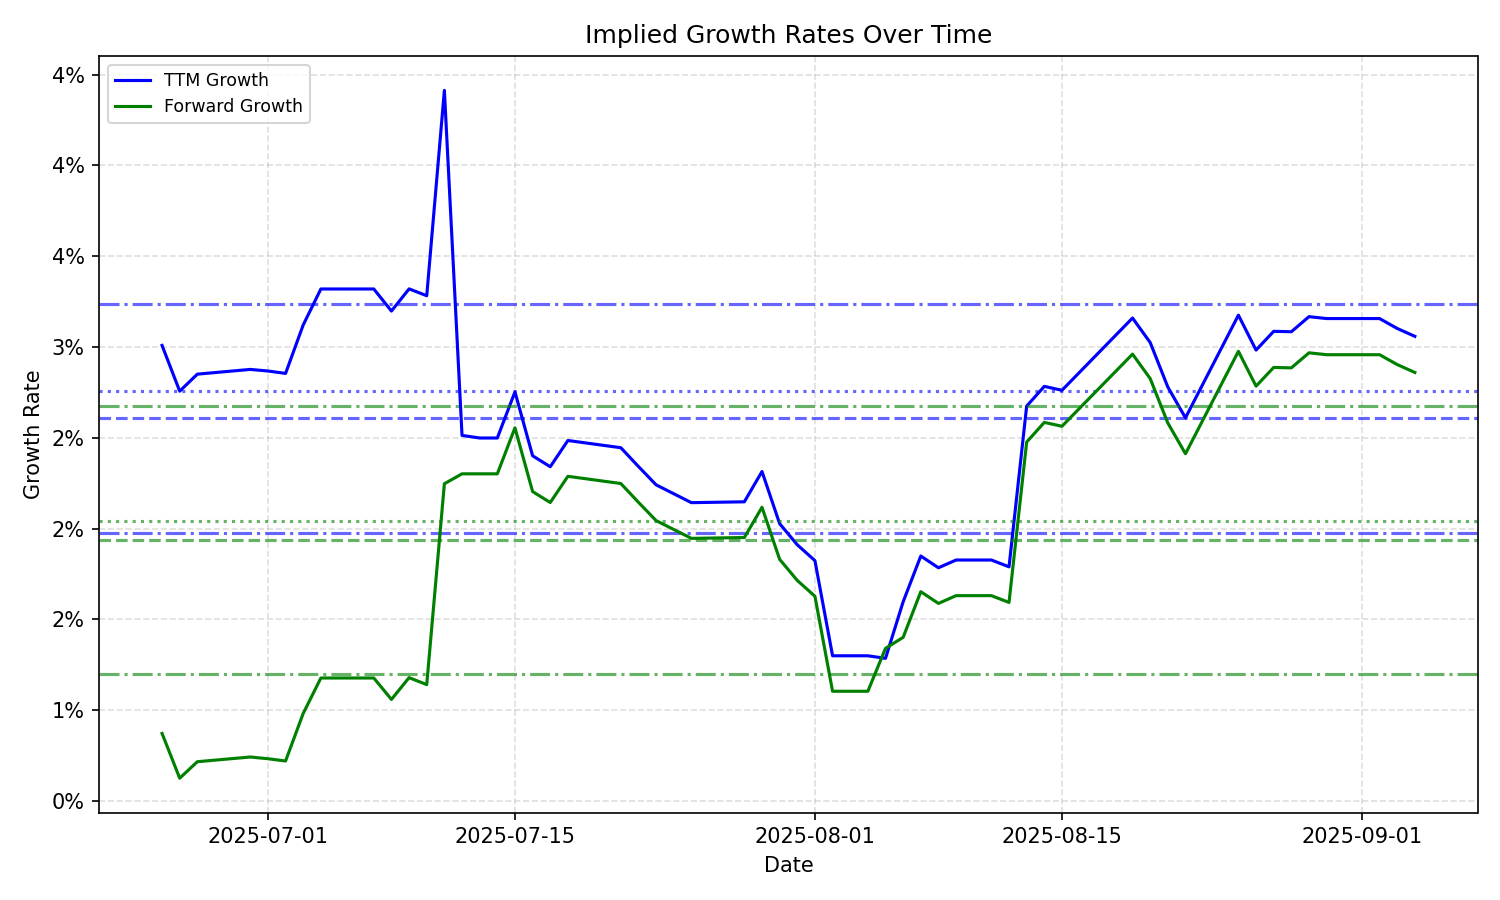 Implied Growth Rates Over Time
TTM Growth
Forward Growth
Growth Rate
4%
4%
4%
3%
2%
2%
2%
1%
0%
2025-07-01
2025-07-15
2025-08-01
2025-08-15
2025-09-01
Date